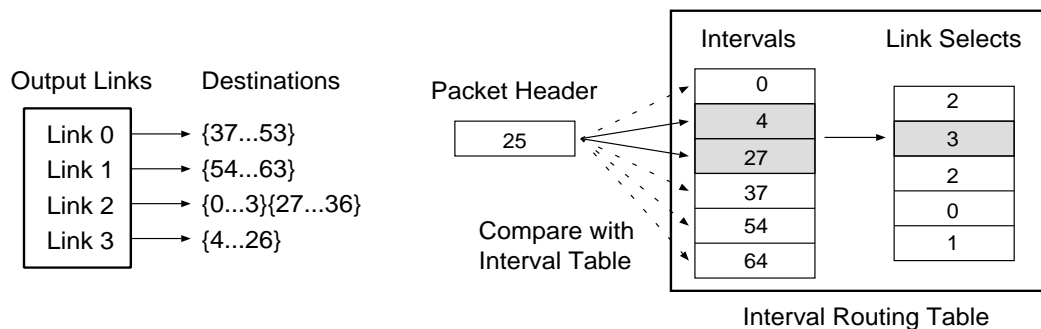 Output Links
Destinations
Link 0
{37...53}
Link 1
{54...63}
Link 2
{0...3}{27...36}
Link 3
{4...26}
Packet Header
25
Compare with
Interval Table
Intervals
0
4
27
37
54
64
Link Selects
2
3
2
0
1
Interval Routing Table